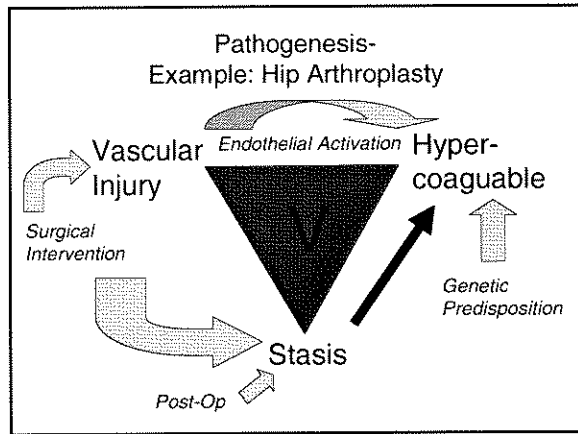 Pathogenesis-
Example: Hip Arthroplasty
Endothelial Activation
Vascular
Injury
Hyper-
coaguable
V
Surgical
Intervention
Genetic
Predisposition
Stasis
Post-Op